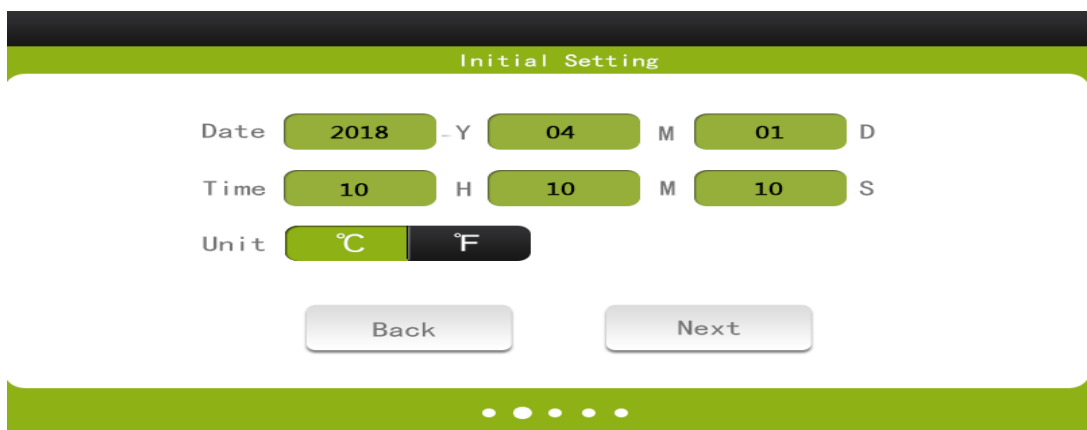 Initial Setting
Date 2018 -Y 04 M 01 D
Time 10 H 10 M 10 S
Unit ℃ ℉
Back Next